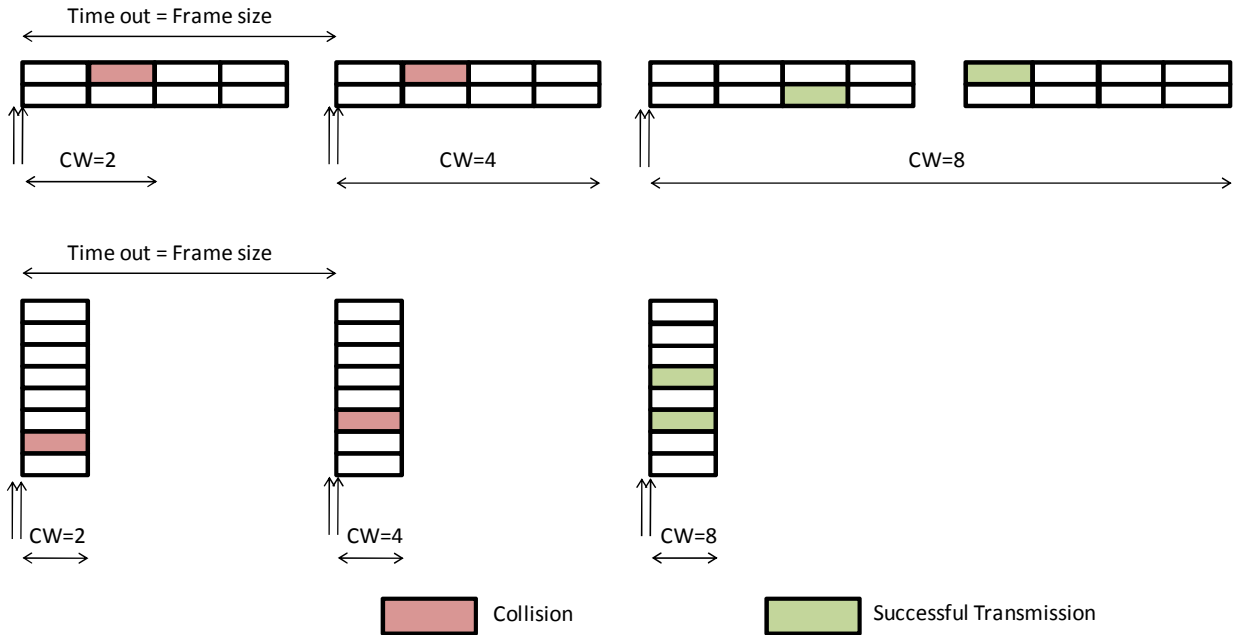 Time out = Frame size
CW=2
CW=4
CW=8
Time out = Frame size
CW=2
CW=4
CW=8
Collision
Successful Transmission